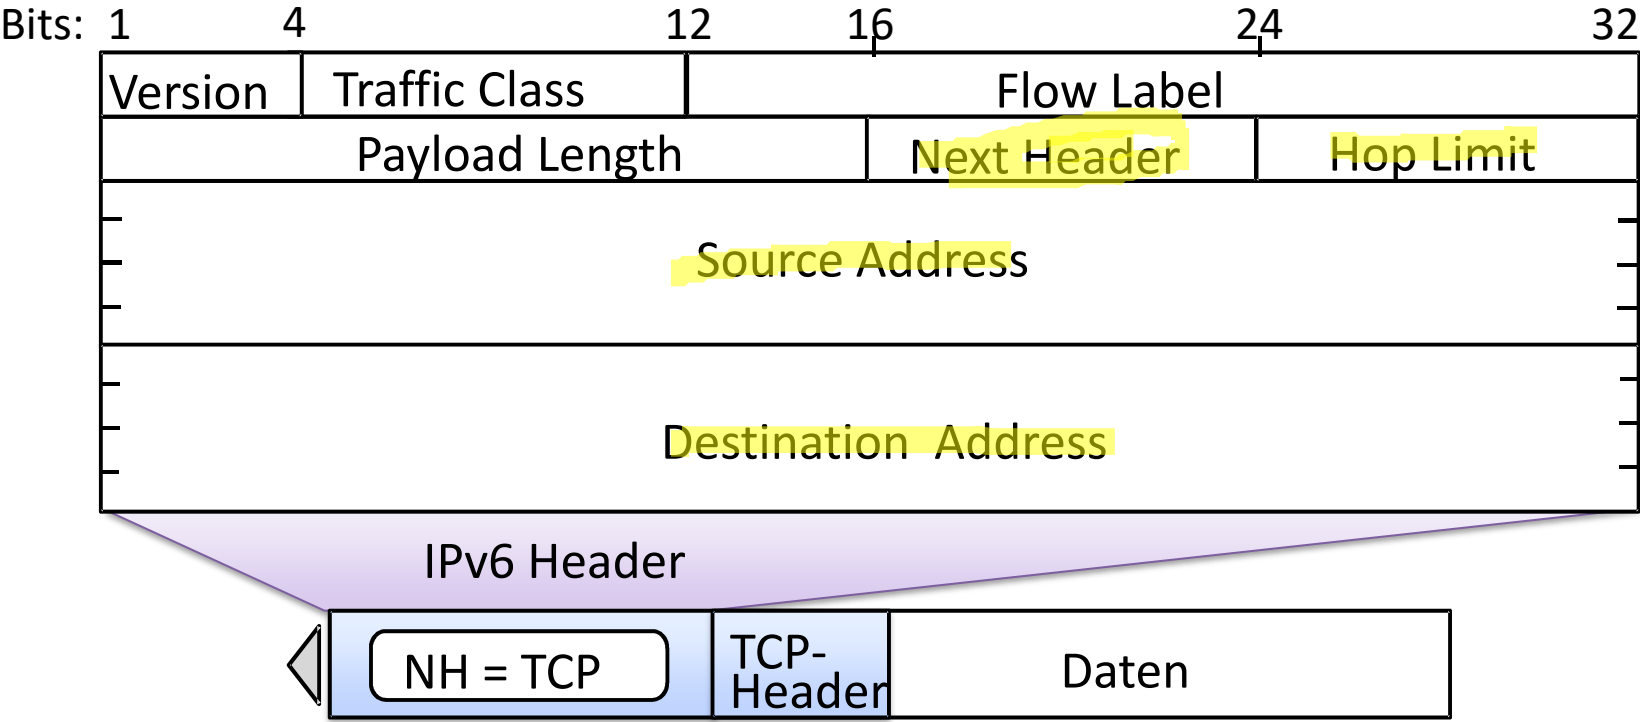 Bits: 1 4 12 16 24 32
Version Traffic Class Flow Label
Payload Length Next Header Hop Limit
Source Address
Destination Address
IPv6 Header
NH = TCP TCP- Daten
Header